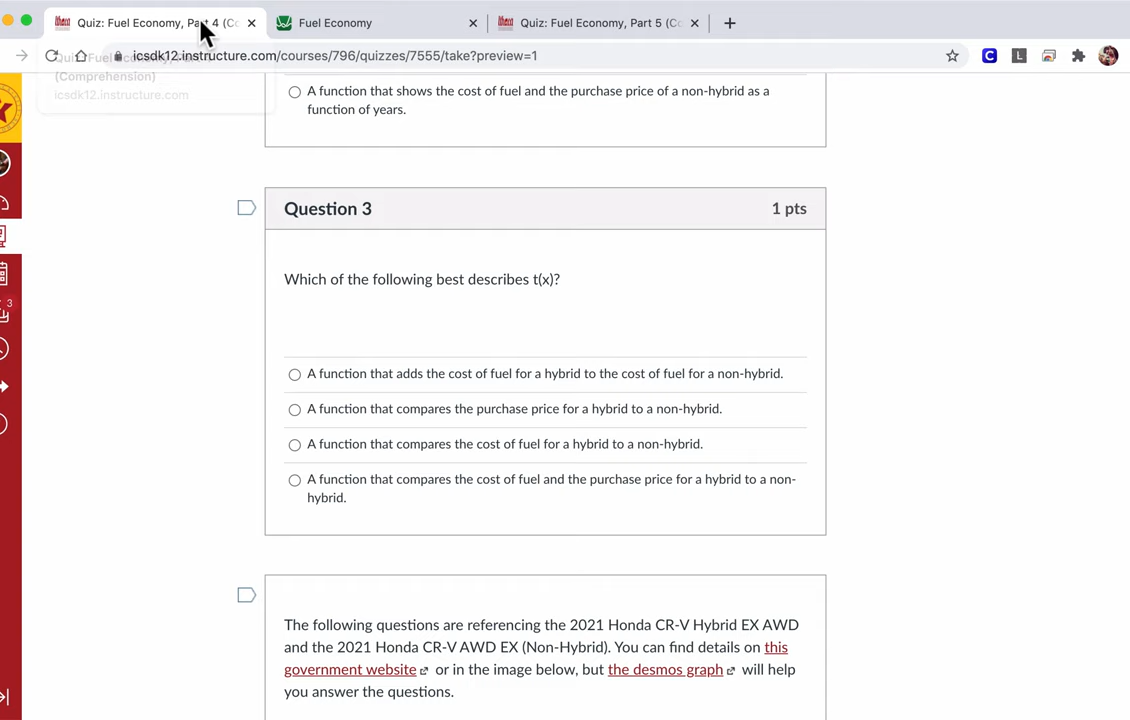 Quiz: Fuel Economy, Part 4 (C
Fuel Economy
Quiz: Fuel Economy, Part 5 (C
icsdk12.instructure.com/courses/796/quizzes/7555/take?preview=1
C
L
(Comprehension)
icsdk12.instructure.com
A function that shows the cost of fuel and the purchase price of a non-hybrid as a
function of years.
Question 3
1 pts
Which of the following best describes t(x)?
3
A function that adds the cost of fuel for a hybrid to the cost of fuel for a non-hybrid.
A function that compares the purchase price for a hybrid to a non-hybrid.
A function that compares the cost of fuel for a hybrid to a non-hybrid.
A function that compares the cost of fuel and the purchase price for a hybrid to a non-
hybrid.
The following questions are referencing the 2021 Honda CR-V Hybrid EX AWD
and the 2021 Honda CR-V AWD EX (Non-Hybrid). You can find details on this
government website or in the image below, but the desmos graph will help
you answer the questions.